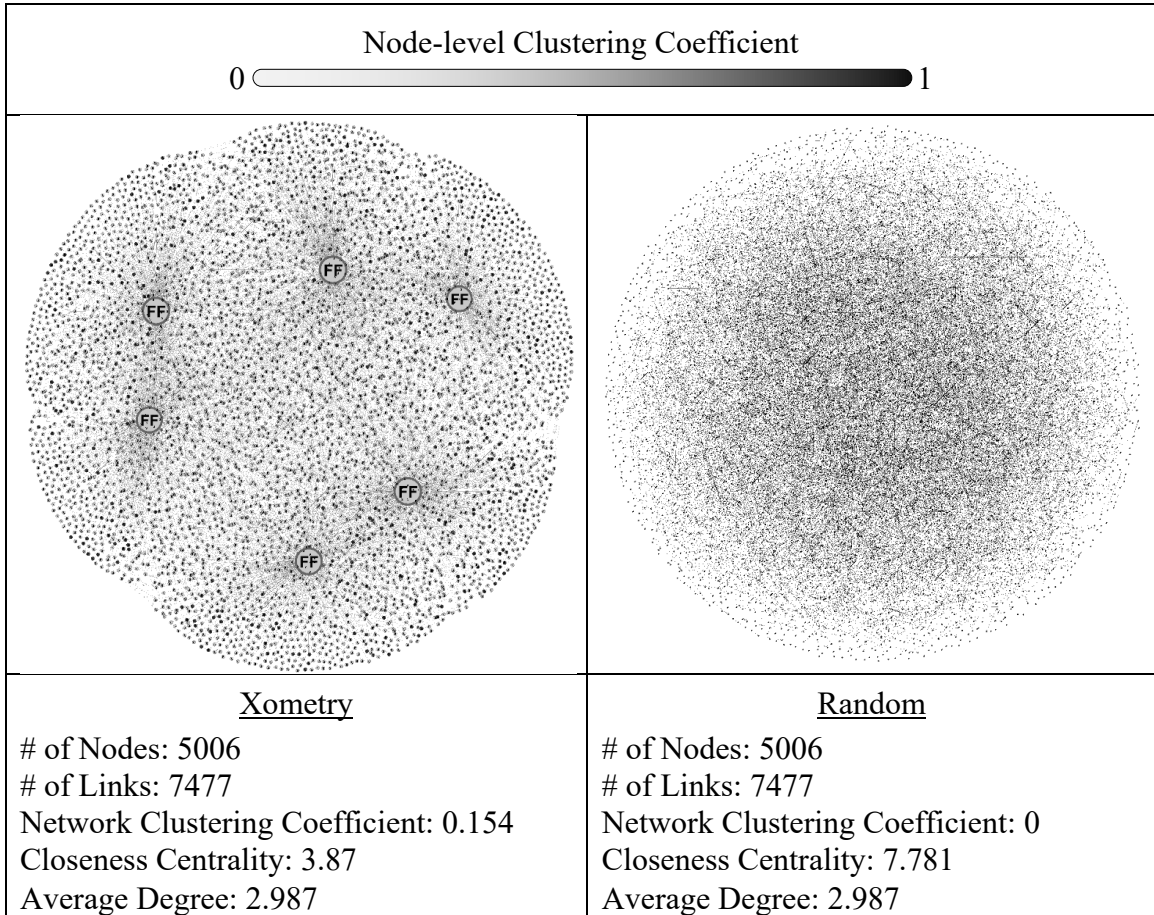 Node-level Clustering Coefficient
0 1
FF
FF
FF
FF
FF
FF
Xometry
# of Nodes: 5006
# of Links: 7477
Network Clustering Coefficient: 0.154
Closeness Centrality: 3.87
Average Degree: 2.987
Random
# of Nodes: 5006
# of Links: 7477
Network Clustering Coefficient: 0
Closeness Centrality: 7.781
Average Degree: 2.987